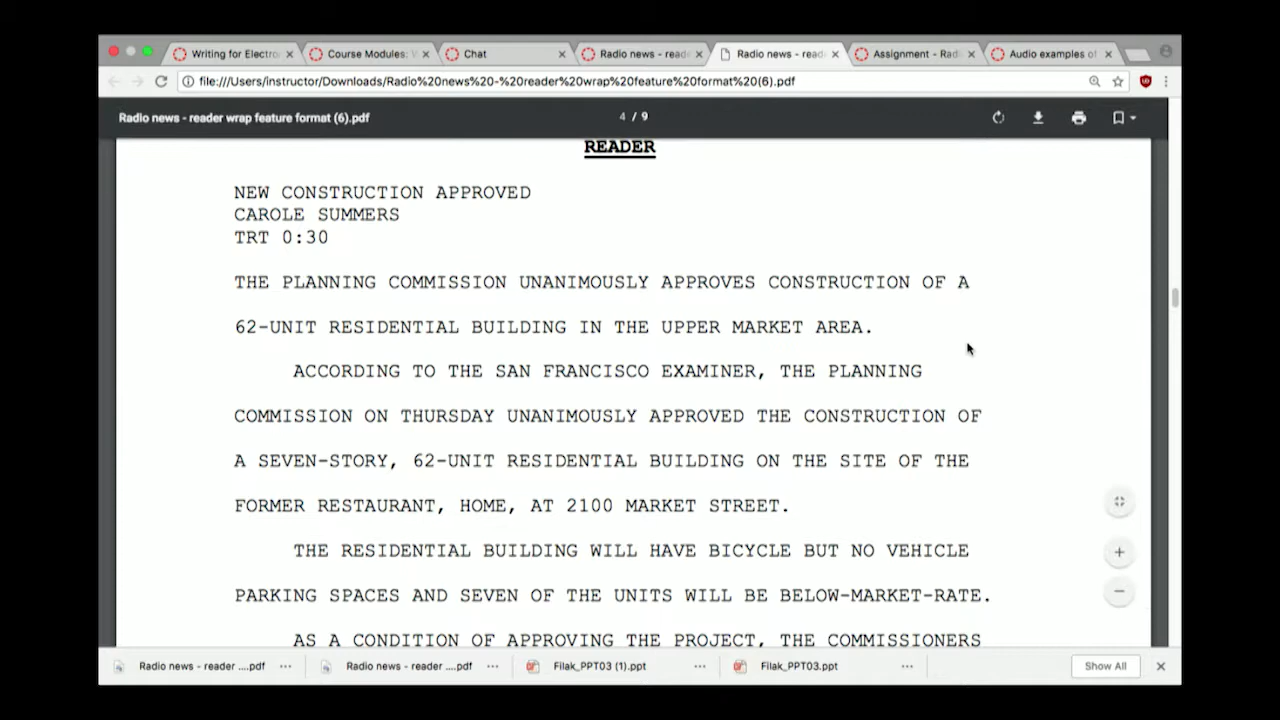 Writing for Electro
Course Modules: V
Chat
Radio news - reade
Radio news - reade
Assignment - Radi
Audio examples of
file:///Users/instructor/Downloads/Radio%20news%20-%20reader%20wrap%20feature%20format%20(6).pdf
Radio news - reader wrap feature format (6).pdf
4 / 9
READER
NEW CONSTRUCTION APPROVED
CAROLE SUMMERS
TRT 0:30
THE PLANNING COMMISSION UNANIMOUSLY APPROVES CONSTRUCTION OF A
62-UNIT RESIDENTIAL BUILDING IN THE UPPER MARKET AREA.
ACCORDING TO THE SAN FRANCISCO EXAMINER, THE PLANNING
COMMISSION ON THURSDAY UNANIMOUSLY APPROVED THE CONSTRUCTION OF
A SEVEN-STORY, 62-UNIT RESIDENTIAL BUILDING ON THE SITE OF THE
FORMER RESTAURANT, HOME, AT 2100 MARKET STREET.
THE RESIDENTIAL BUILDING WILL HAVE BICYCLE BUT NO VEHICLE
PARKING SPACES AND SEVEN OF THE UNITS WILL BE BELOW-MARKET-RATE.
AS A CONDITION OF APPROVING THE PROJECT, THE COMMISSIONERS
Radio news - reader ....pdf
Radio news - reader ....pdf
Filak_PPT03 (1).ppt
Filak_PPT03.ppt
Show All